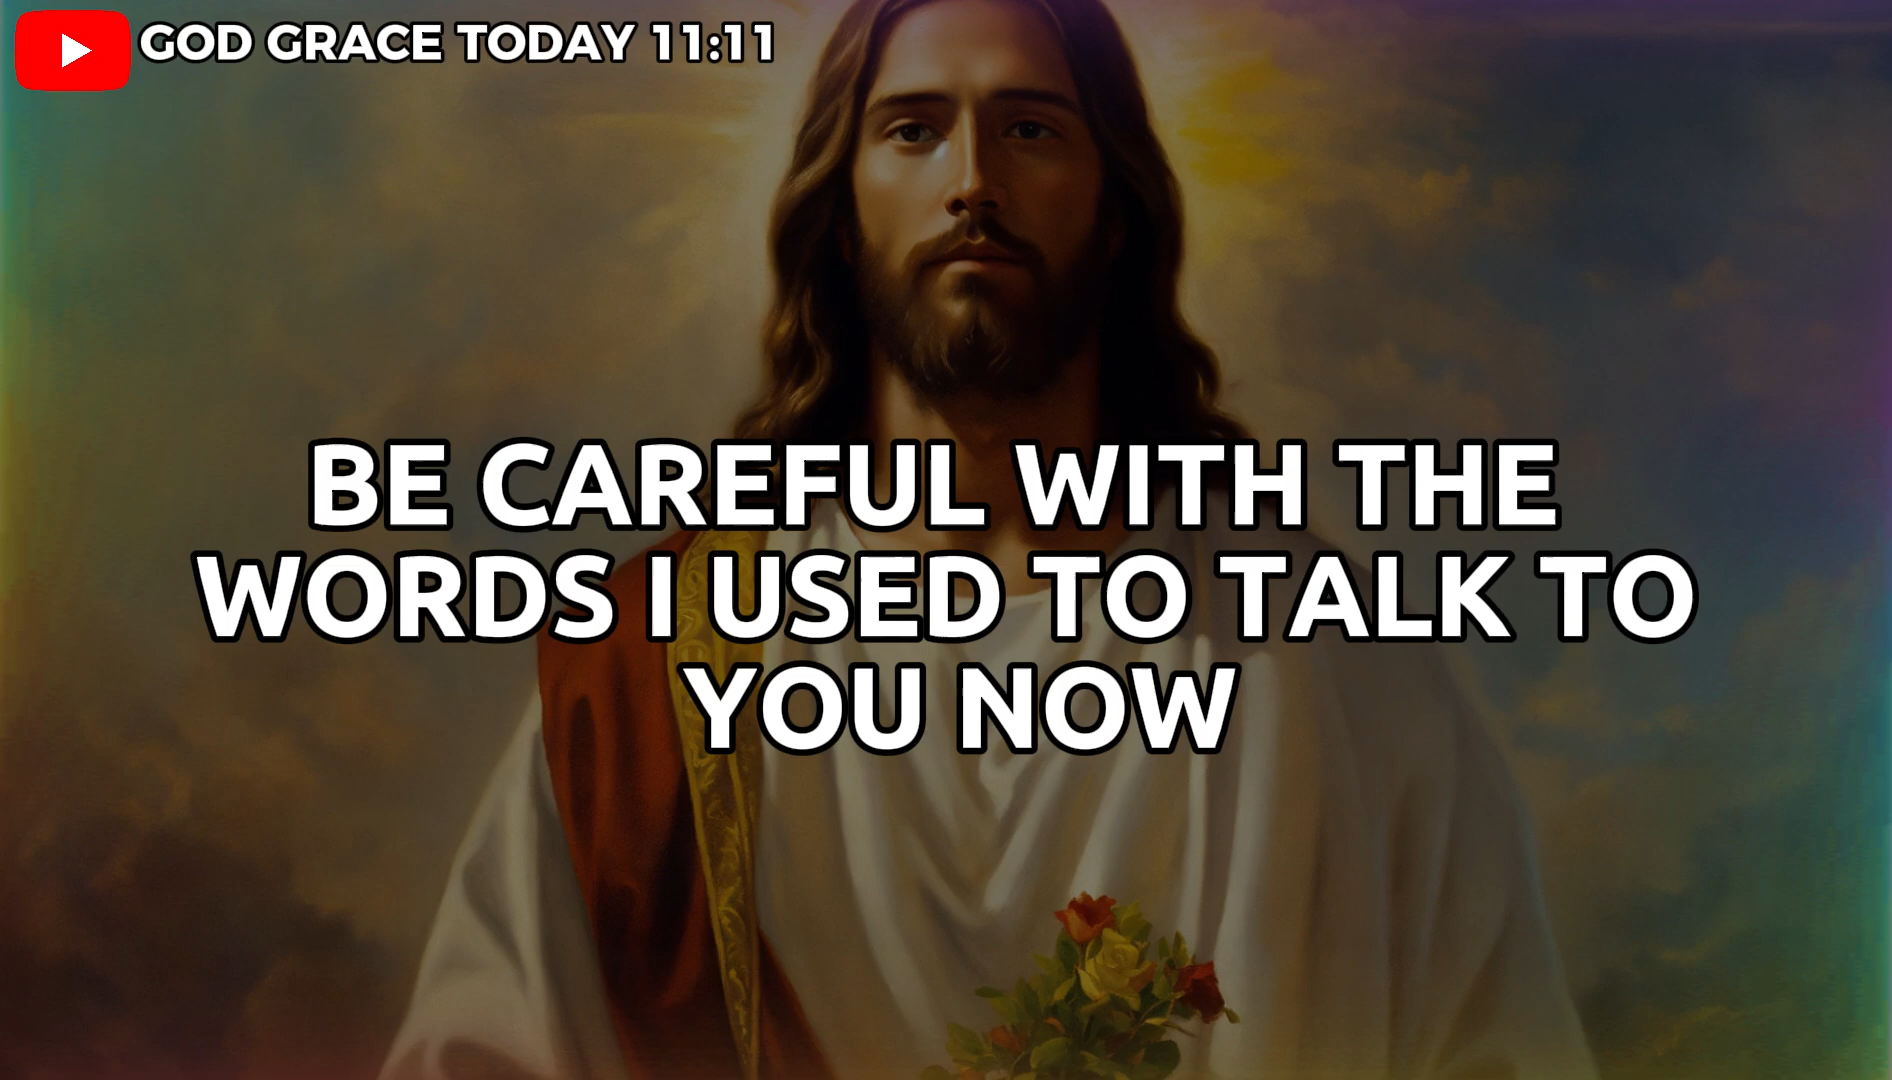 GOD GRACE TODAY 11:11
BE CAREFUL WITH THE
WORDS I USED TO TALK TO
YOU NOW